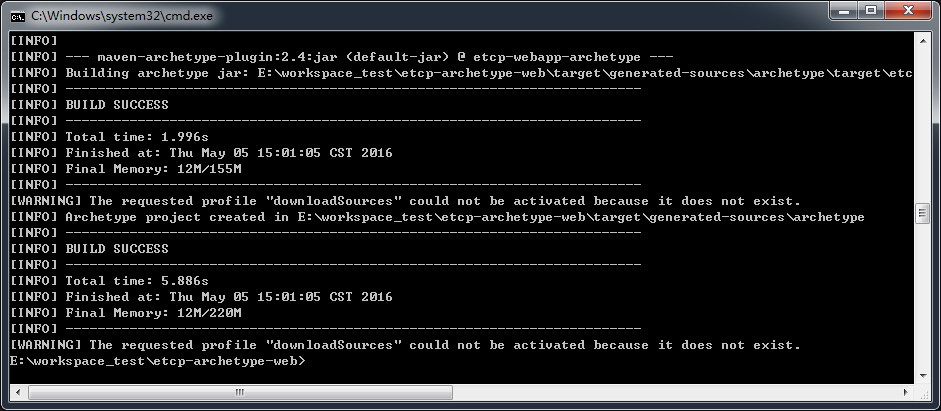 C:\Windows\system32\cmd.exe
[INFO]
[INFO] --- maven-archetype-plugin:2.4:jar (default-jar) @ etcp-webapp-archetype ---
[INFO] Building archetype jar: E:\workspace_test\etcp-archetype-web\target\generated-sources\archetype\target\etc
[INFO] ------------------------------------------------------------------------
[INFO] BUILD SUCCESS
[INFO] ------------------------------------------------------------------------
[INFO] Total time: 1.996s
[INFO] Finished at: Thu May 05 15:01:05 CST 2016
[INFO] Final Memory: 12M/155M
[INFO] ------------------------------------------------------------------------
[WARNING] The requested profile "downloadSources" could not be activated because it does not exist.
[INFO] Archetype project created in E:\workspace_test\etcp-archetype-web\target\generated-sources\archetype
[INFO] ------------------------------------------------------------------------
[INFO] BUILD SUCCESS
[INFO] ------------------------------------------------------------------------
[INFO] Total time: 5.886s
[INFO] Finished at: Thu May 05 15:01:05 CST 2016
[INFO] Final Memory: 12M/220M
[INFO] ------------------------------------------------------------------------
[WARNING] The requested profile "downloadSources" could not be activated because it does not exist.
E:\workspace_test\etcp-archetype-web>